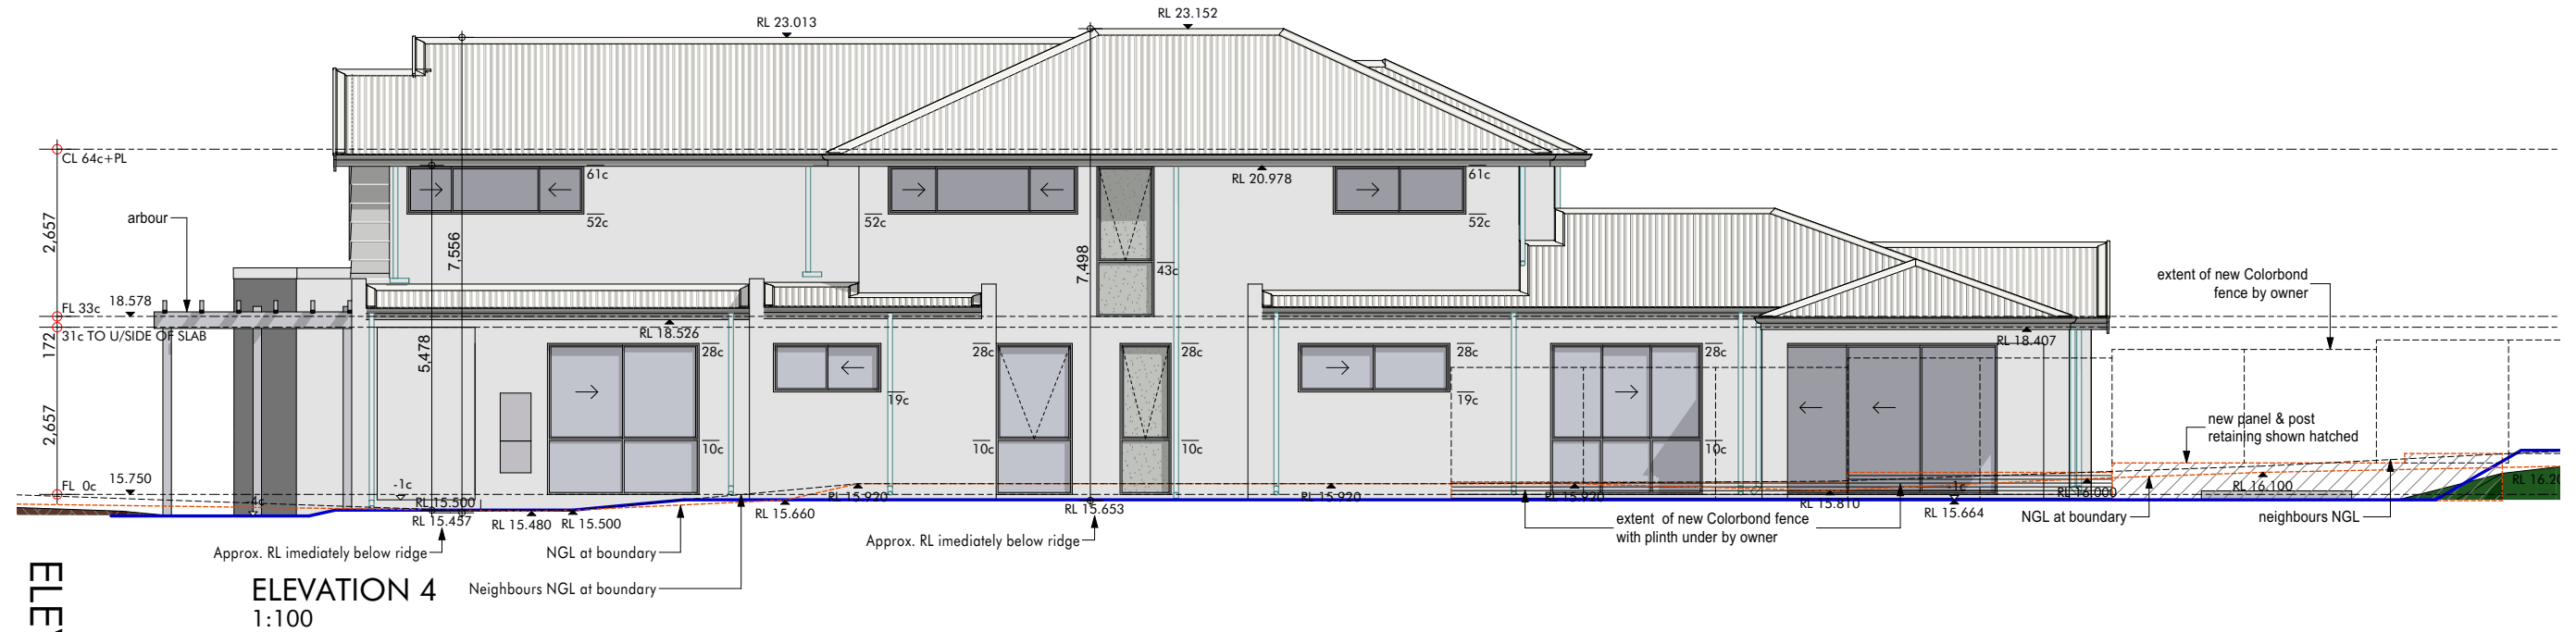 RL 23.152
RL 23.013
CL 64c+PL
61c
RL 20.978
61c
2,657
arbour
52c
52c
52c
7,556
7,498
43c
extent of new Colorbond
fence by owner
FL 33c
18.578
172
31c TO U/SIDE OF SLAB
RL 18.526
RL 18.407
5,478
28c
28c
28c
28c
28c
19c
19c
2,657
new panel & post
retaining shown hatched
10c
10c
10c
10c
FL 0c
15.750
-1c
-4c
RL 15.500
RL 15.457
RL 15.480
RL 15.500
RL 15.660
RL 15.920
RL 15.653
RL 15.920
RL 15.920
RL 15.810
-1c
RL 15.664
RL 16.000
RL 16.100
RL 16.20
extent of new Colorbond fence
with plinth under by owner
NGL at boundary
neighbours NGL
Approx. RL imediately below ridge
NGL at boundary
Approx. RL imediately below ridge
Neighbours NGL at boundary
ELEVATION 4
1:100
ELE